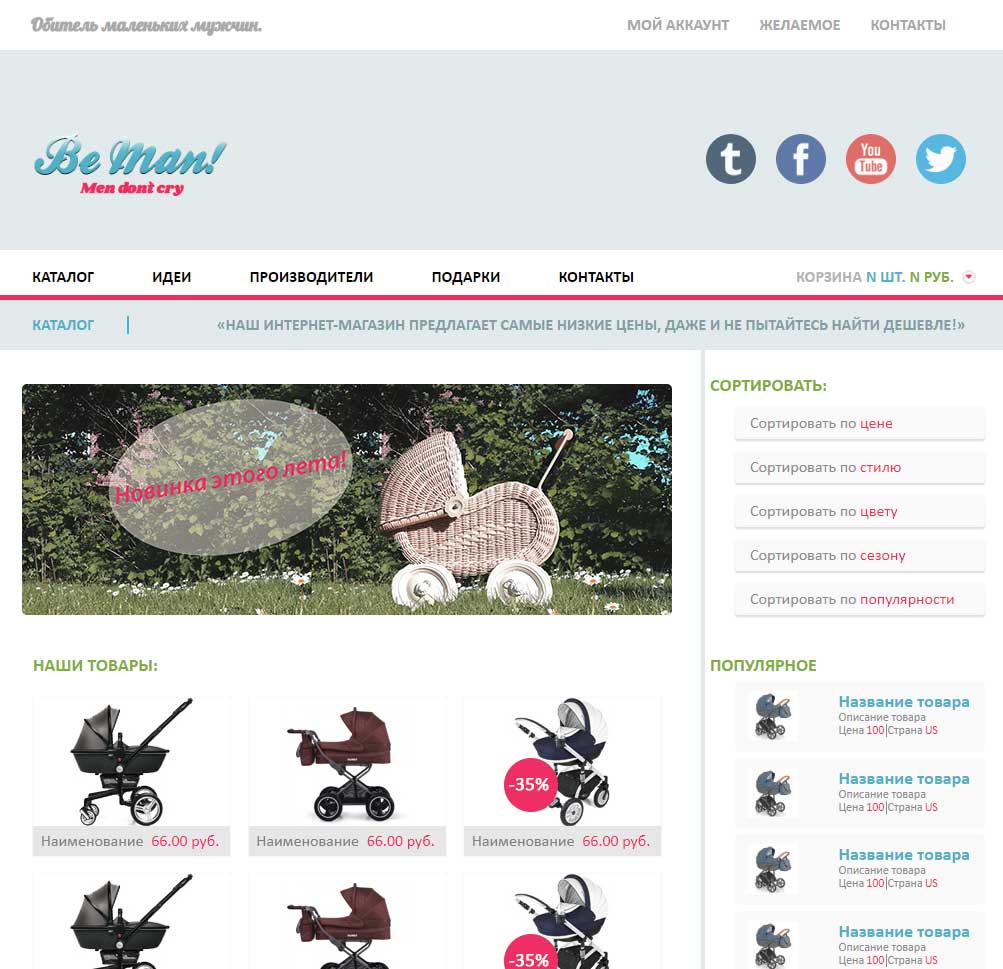 Обитель маленьких мужчин.
МОЙ АККАУНТ ЖЕЛАЕМОЕ КОНТАКТЫ
Be Man!
Men don't cry
t f You Tube
КАТАЛОГ ИДЕИ ПРОИЗВОДИТЕЛИ ПОДАРКИ КОНТАКТЫ КОРЗИНА N ШТ. N РУБ.
КАТАЛОГ «НАШ ИНТЕРНЕТ-МАГАЗИН ПРЕДЛАГАЕТ САМЫЕ НИЗКИЕ ЦЕНЫ, ДАЖЕ И НЕ ПЫТАЙТЕСЬ НАЙТИ ДЕШЕВЛЕ!»
Новинка этого лета!
СОРТИРОВАТЬ:
Сортировать по цене
Сортировать по стилю
Сортировать по цвету
Сортировать по сезону
Сортировать по популярности
НАШИ ТОВАРЫ:
-35%
Наименование 66.00 руб. Наименование 66.00 руб. Наименование 66.00 руб.
-35%
ПОПУЛЯРНОЕ
Название товара
Описание товара
Цена 100|Страна US
Название товара
Описание товара
Цена 100|Страна US
Название товара
Описание товара
Цена 100|Страна US
Название товара
Описание товара
Цена 100|Страна US